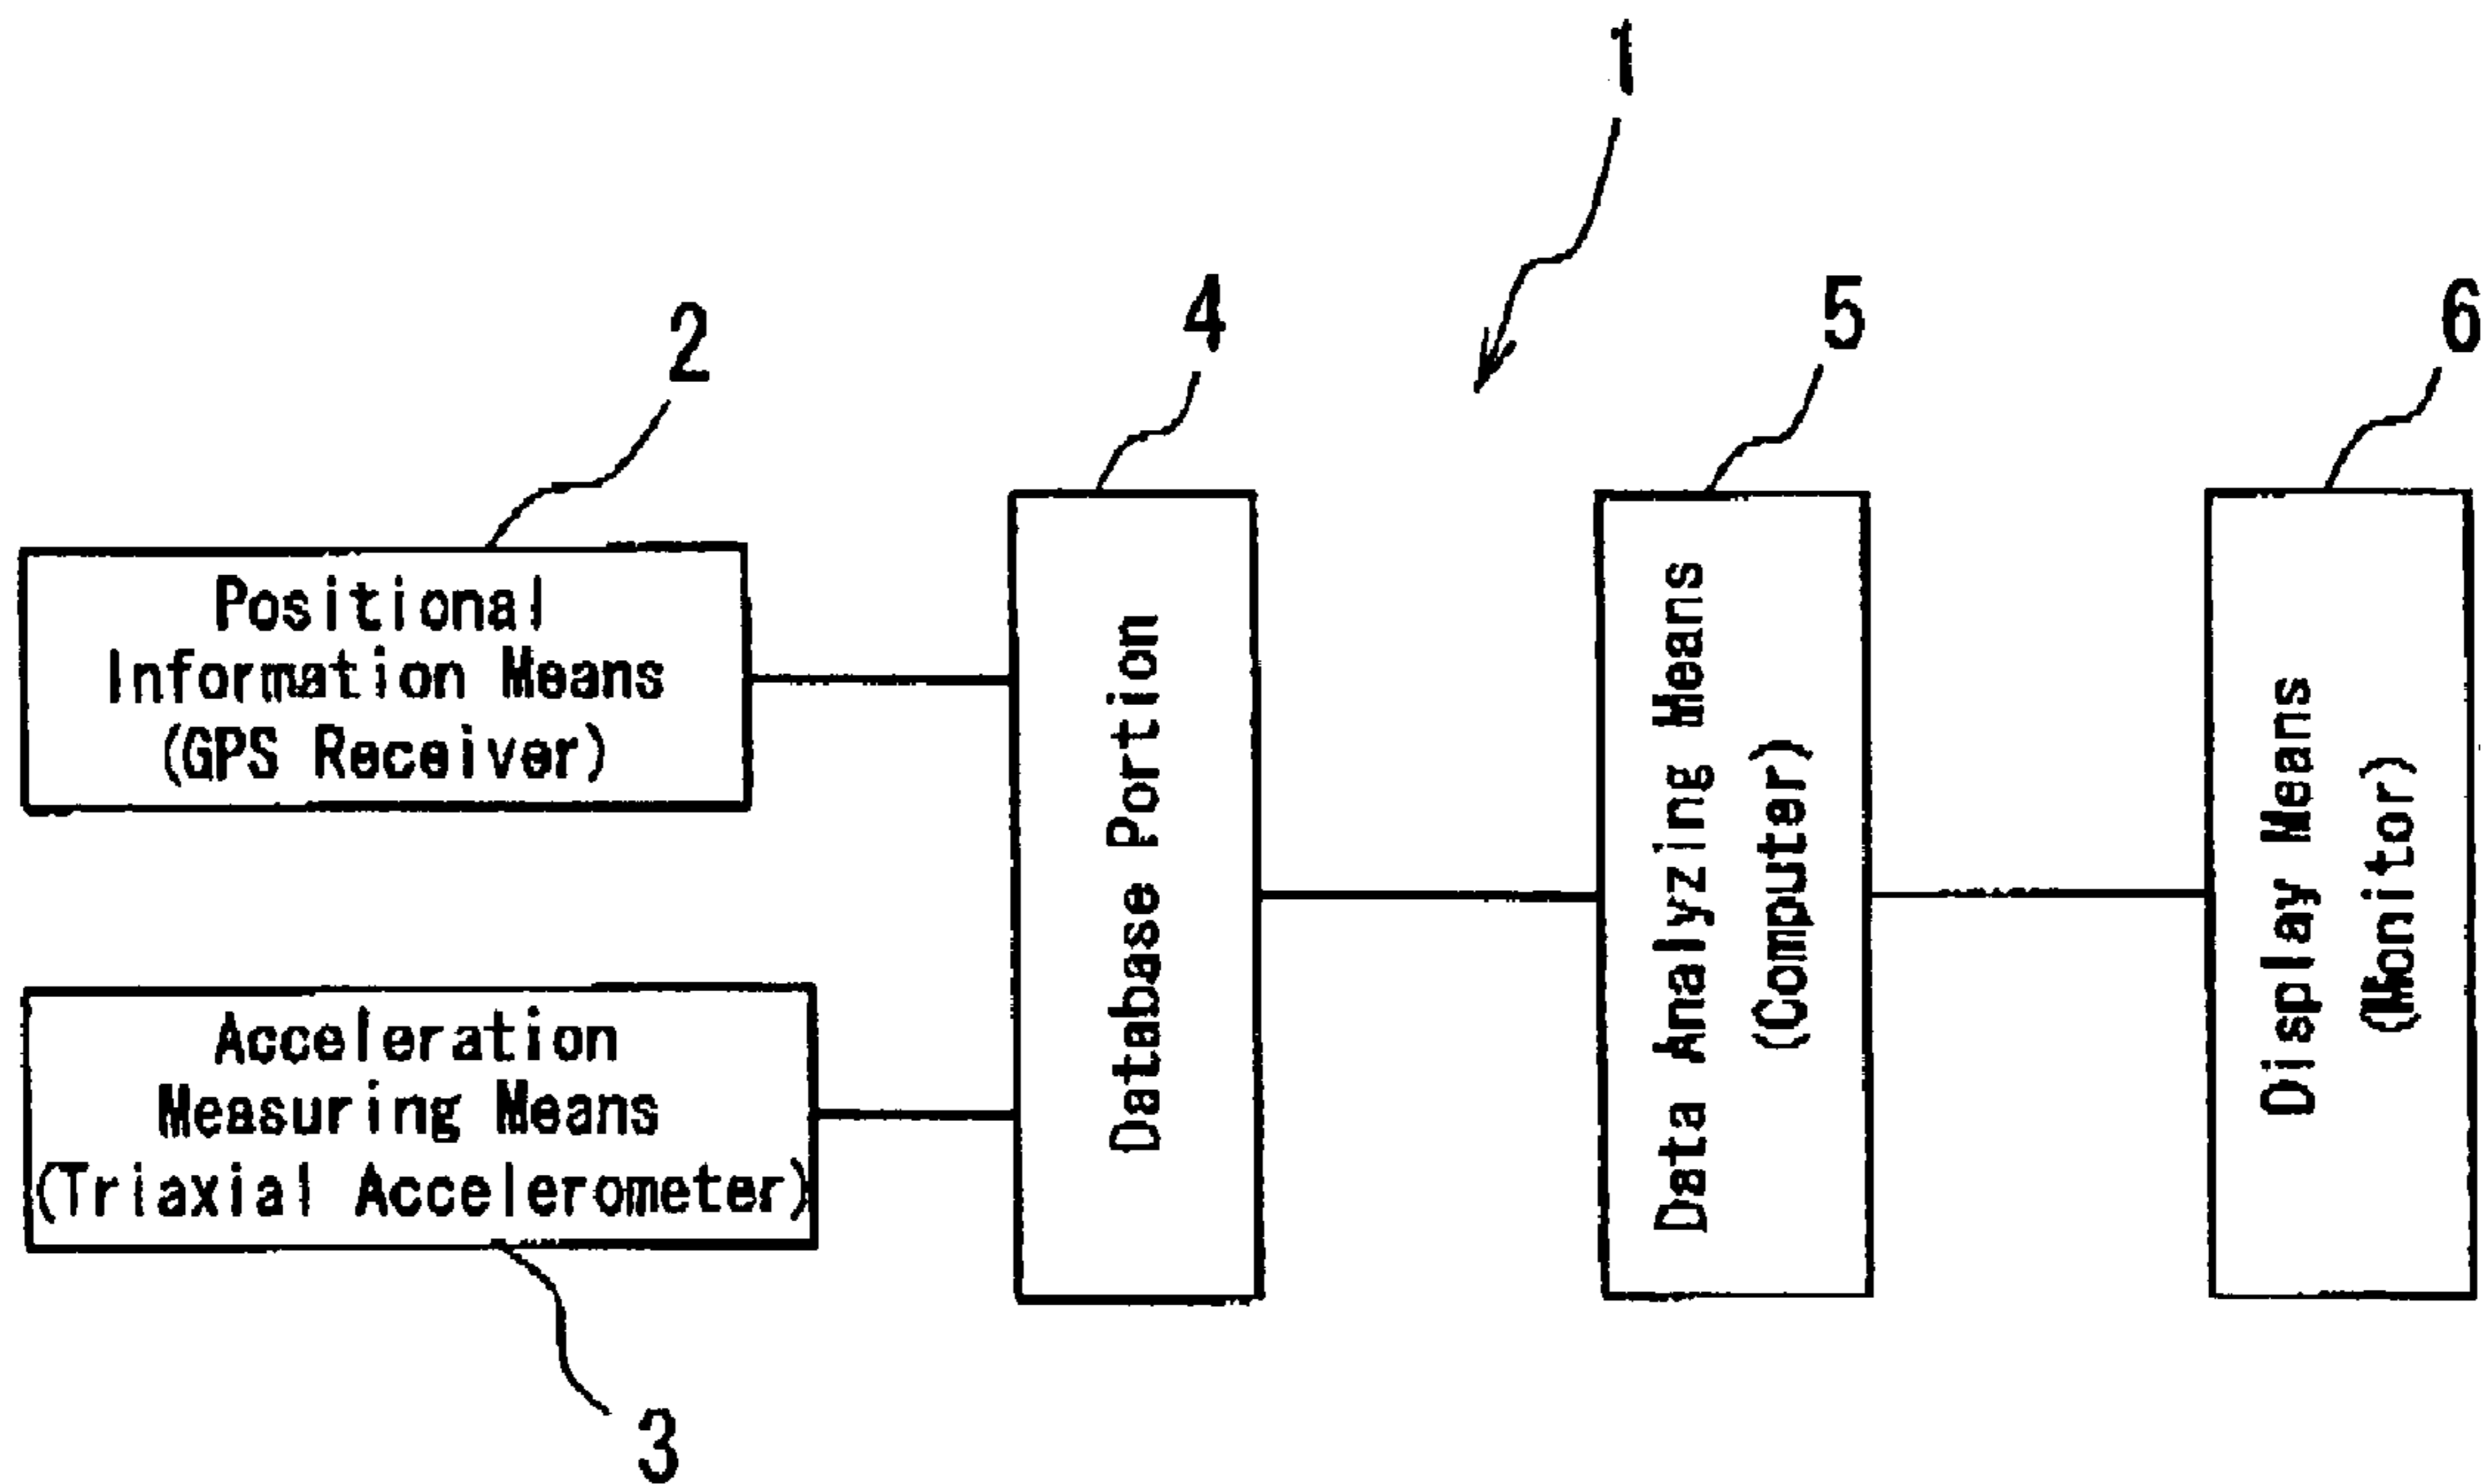 1
2
4
5
6
Positional
Information Means
(GPS Receiver)
Acceleration
Measuring Means
(Triaxial Accelerometer)
3
Database Portion
Data Analyzing Means
(Computer)
Display Means
(Monitor)